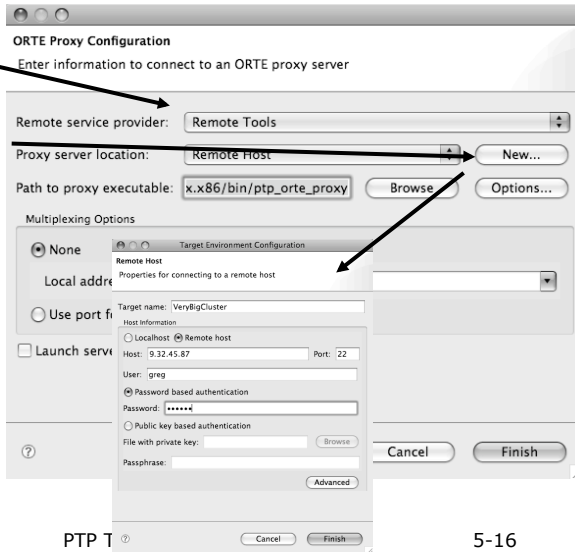 ORTE Proxy Configuration
Enter information to connect to an ORTE proxy server
Remote service provider: Remote Tools
Proxy server location: Remote Host New...
Path to proxy executable: x.x86/bin/ptp_orte_proxy Browse Options...
Multiplexing Options
None
Local addre
Use port f
Launch serve
Target Environment Configuration
Remote Host
Properties for connecting to a remote host
Target name: VeryBigCluster
Host Information
Localhost Remote host
Host: 9.32.45.87 Port: 22
User: greg
Password based authentication
Password: ••••••
Public key based authentication
File with private key: Browse
Passphrase:
Advanced
? Cancel Finish
? Cancel Finish
PTP T 5-16